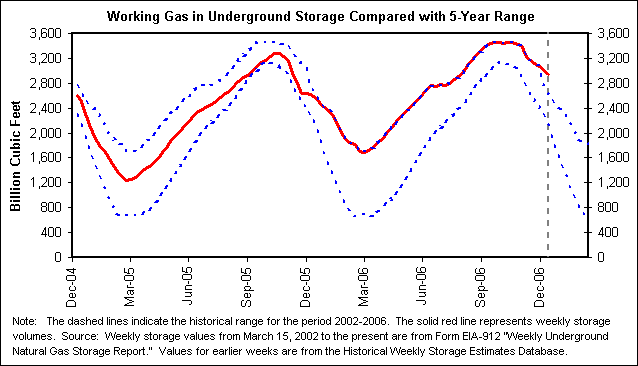 Working Gas in Underground Storage Compared with 5-Year Range
Billion Cubic Feet
3,600
3,200
2,800
2,400
2,000
1,600
1,200
800
400
0
3,600
3,200
2,800
2,400
2,000
1,600
1,200
800
400
0
Dec-04
Mar-05
Jun-05
Sep-05
Dec-05
Mar-06
Jun-06
Sep-06
Dec-06
Note: The dashed lines indicate the historical range for the period 2002-2006. The solid red line represents weekly storage
volumes. Source: Weekly storage values from March 15, 2002 to the present are from Form EIA-912 "Weekly Underground
Natural Gas Storage Report." Values for earlier weeks are from the Historical Weekly Storage Estimates Database.